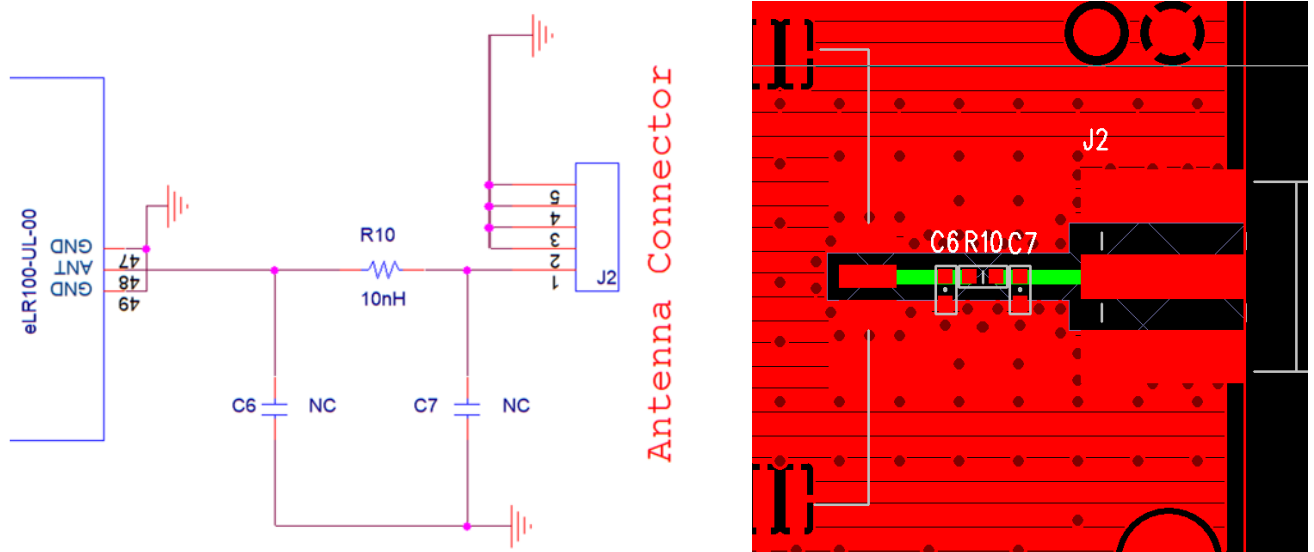 eLR100-UL-00
GND
47
ANT
48
GND
49
R10
10nH
C6
NC
C7
NC
5
4
3
2
1
J2
Antenna Connector
J2
C6
R10
C7